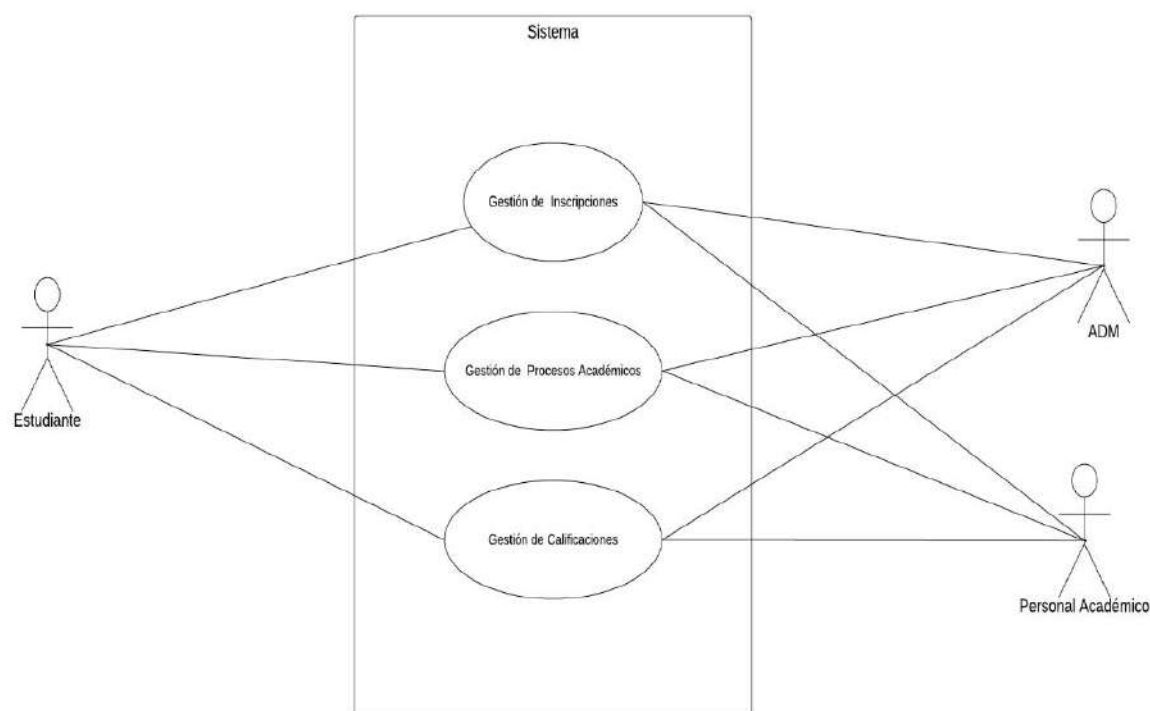 Sistema
Gestión de Inscripciones
Gestión de Procesos Académicos
Gestión de Calificaciones
Estudiante
ADM
Personal Académico